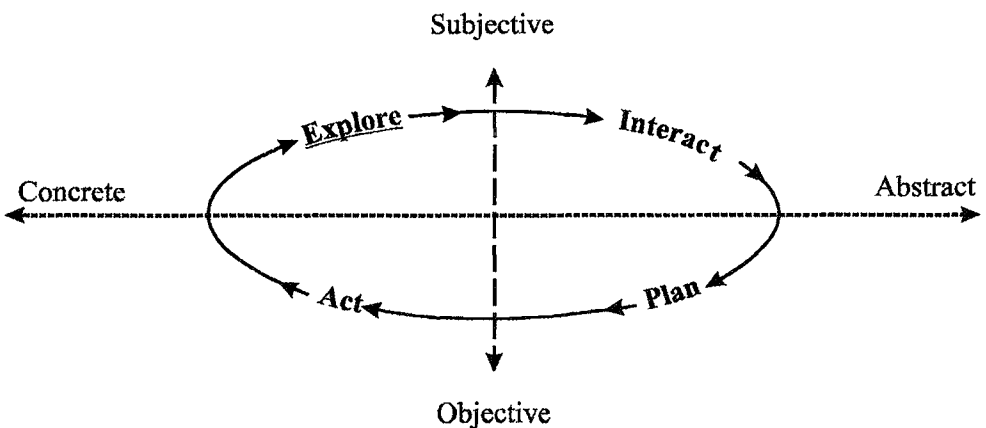 Subjective
Explore
Interact
Concrete
Abstract
Act
Plan
Objective